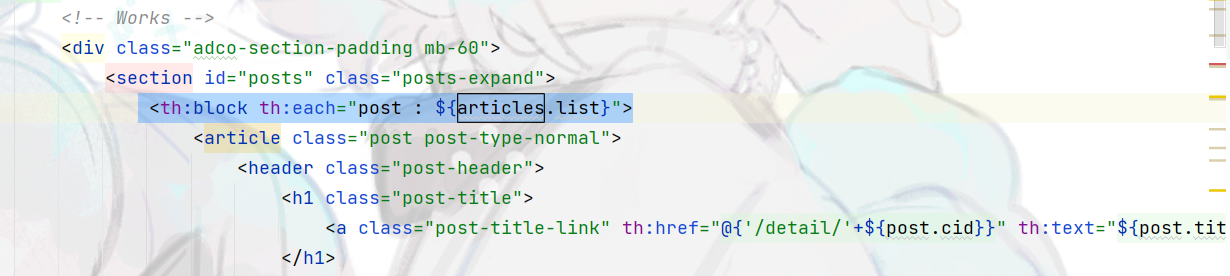 <!-- Works -->
<div class="adco-section-padding mb-60">
<section id="posts" class="posts-expand">
<th:block th:each="post : ${articles.list}">
<article class="post post-type-normal">
<header class="post-header">
<h1 class="post-title">
<a class="post-title-link" th:href="@{'/detail/'+${post.cid}}" th:text="${post.tit
</h1>